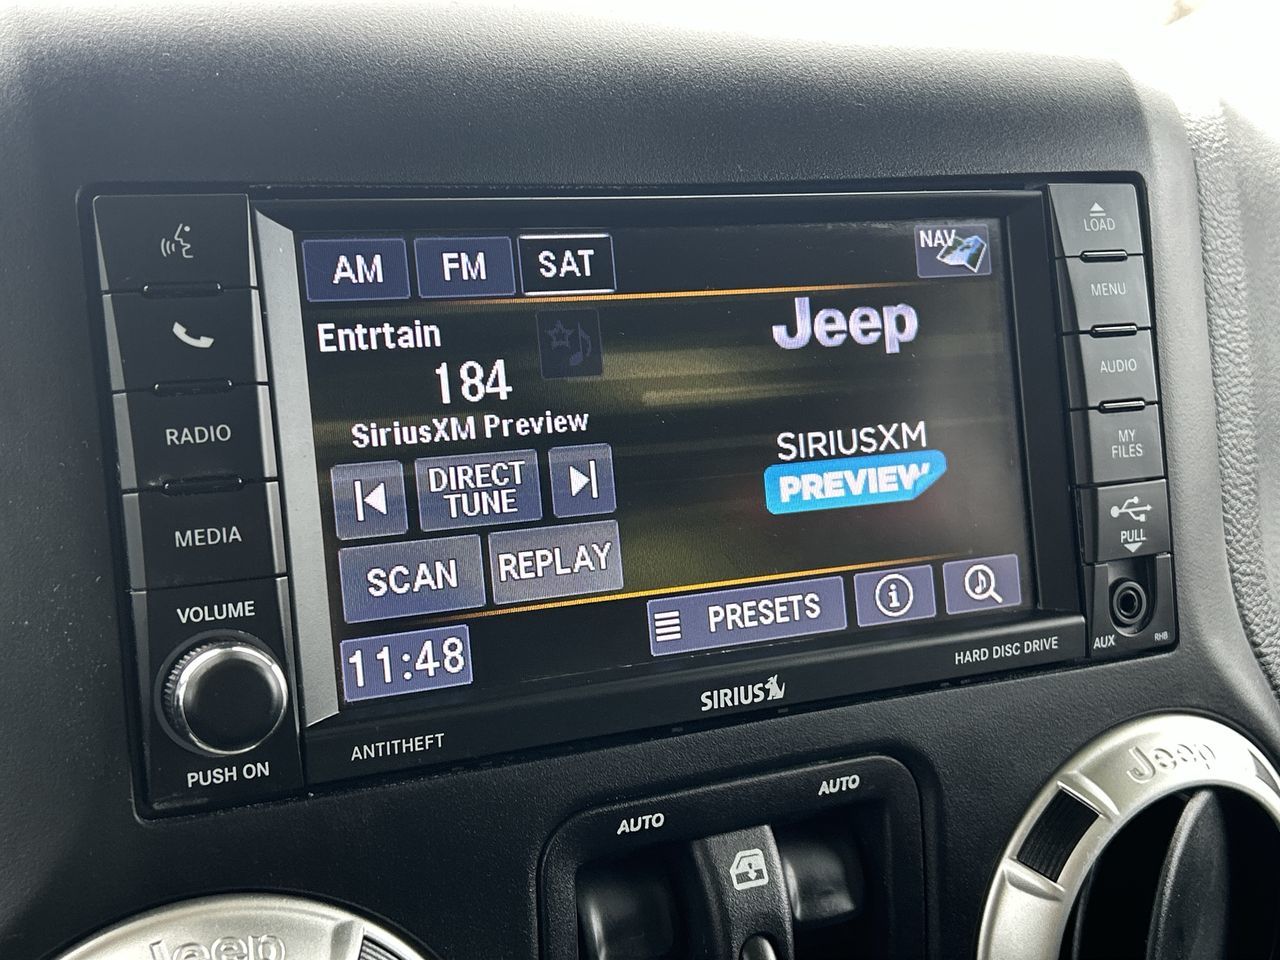 LOAD
MENU
AUDIO
MY
FILES
PULL
AUX
RHB
RADIO
MEDIA
VOLUME
PUSH ON
AM
FM
SAT
NAV
Entrtain
184
SiriusXM Preview
DIRECT
TUNE
SCAN
REPLAY
11:48
Jeep
SIRIUSXM
PREVIEW
PRESETS
ANTITHEFT
SIRIUS
HARD DISC DRIVE
AUTO
AUTO
Jeep
Jeep